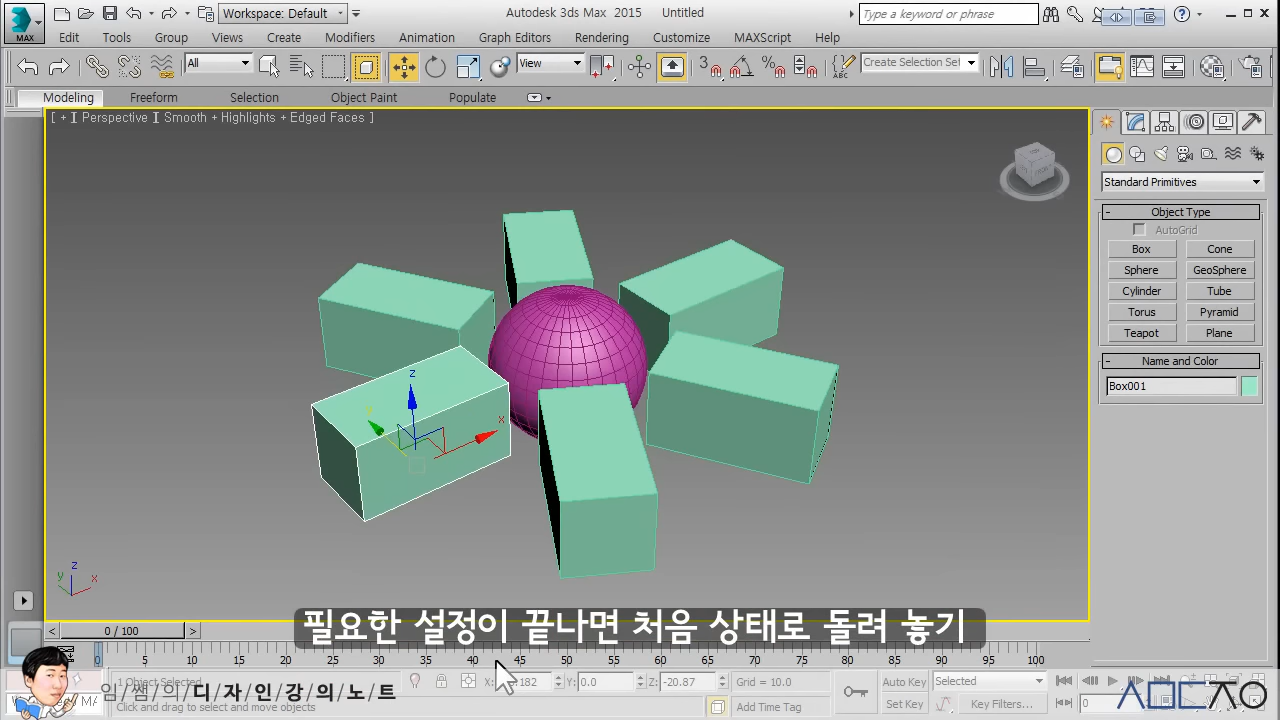 Workspace: Default
Autodesk 3ds Max 2015
Untitled
Type a keyword or phrase
MAX
Edit Tools Group Views Create Modifiers Animation Graph Editors Rendering Customize MAXScript Help
All
View
Create Selection Set
Modeling Freeform Selection Object Paint Populate
[ + ] Perspective ] Smooth + Highlights + Edged Faces ]
Standard Primitives
- Object Type
AutoGrid
Box Cone
Sphere GeoSphere
Cylinder Tube
Torus Pyramid
Teapot Plane
- Name and Color
Box001
z
x
z
y
x
필요한 설정이 끝나면 처음 상태로 돌려 놓기
< 0 / 100 >
5 10 15 20 25 30 35 40 45 50 55 60 65 70 75 80 85 90 95 100
1 Object Selected
X: 182 Y: 0.0 Z: -20.87 Grid = 10.0
Auto Key Selected
임쌤의디자인강의노트
Click and drag to select and move objects
Add Time Tag
Set Key Key Filters...
0